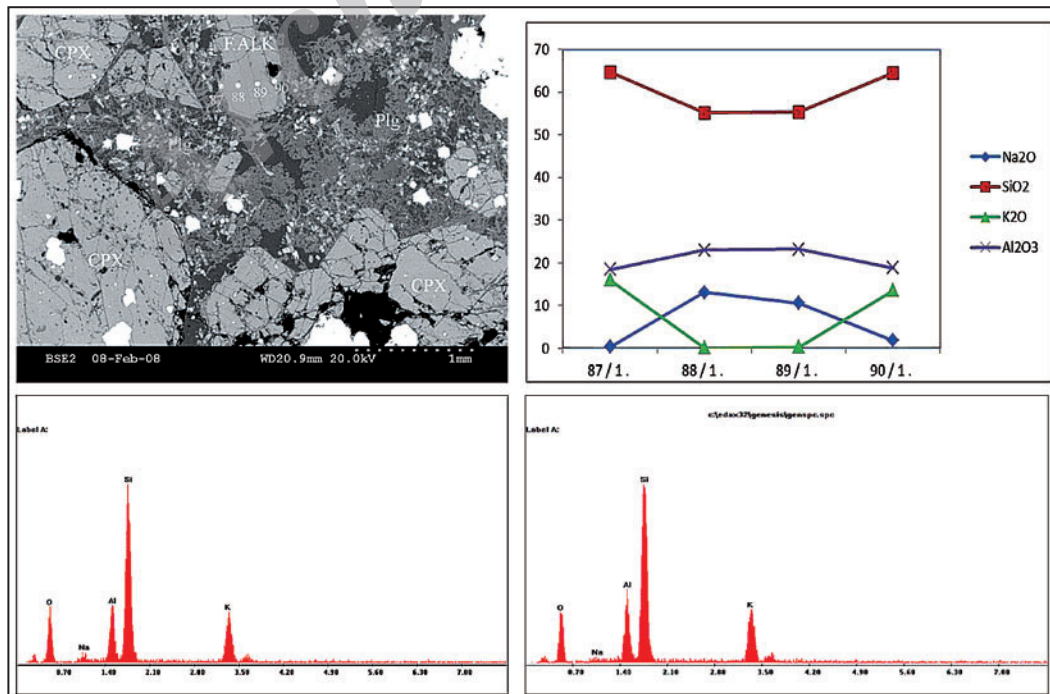 CPX
F.ALK
87 88 89 90
Plg
Plg
CPX
CPX
BSE2 08-Feb-08 WD20.9mm 20.0kV 1mm
70
60
50
40
30
20
10
0
87/1. 88/1. 89/1. 90/1.
Na2O
SiO2
K2O
Al2O3
Label A:
Si
O
Al
K
Na
0.70 1.40 2.10 2.80 3.50 4.20 4.90 5.60 6.30 7.00
c:\edax32\genesis\genspc.spc
Label A:
Si
Al
O
K
Na
0.70 1.40 2.10 2.80 3.50 4.20 4.90 5.60 6.30 7.00